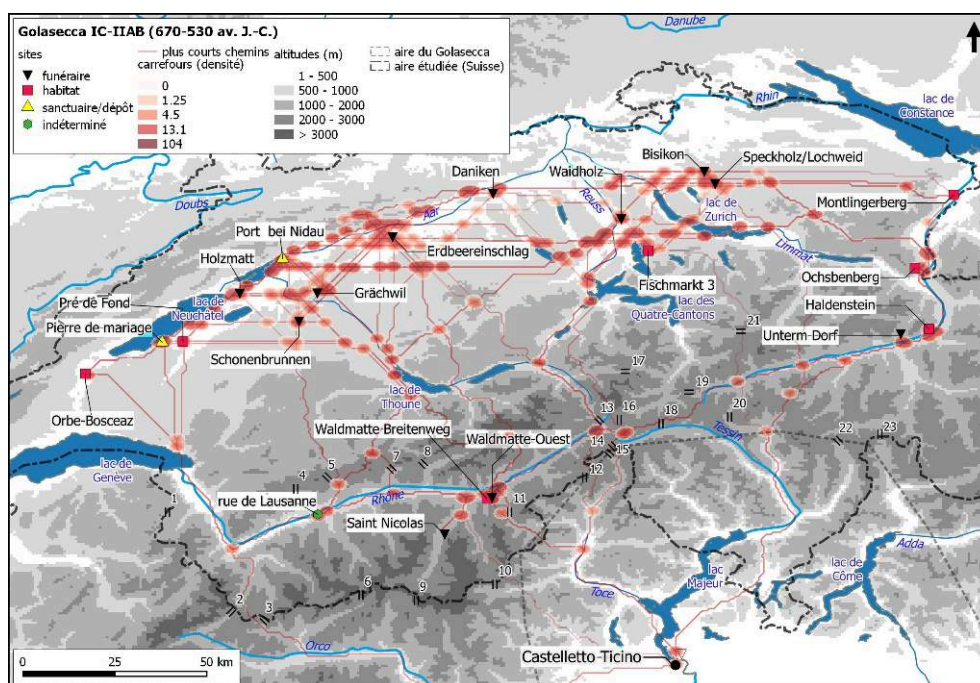 Golasecca IC-IIAB (670-530 av. J.-C.)
sites
funéraire
habitat
sanctuaire/dépôt
indéterminé
plus courts chemins
carrefours (densité)
0
1.25
4.5
13.1
104
altitudes (m)
1 - 500
500 - 1000
1000 - 2000
2000 - 3000
> 3000
aire du Golasecca
aire étudiée (Suisse)
Danube
Rhin
lac de
Constance
Doubs
Aar
Daniken
Waidholz
Bisikon
Speckholz/Lochweid
Reuss
lac de
Zurich
Montlingerberg
Port bei Nidau
Holzmatt
Erdbeereinschlag
Limmat
Ochsbenberg
Pré de Fond
lac de
Neuchâtel
Grächwil
Fischmarkt 3
lac des
Quatre-Cantons
Haldenstein
Pierre de mariage
Schonenbrunnen
21
Unterm-Dorf
Orbe-Bosceaz
lac de
Thoune
17
19
Waldmatte-Breitenweg
Waldmatte-Ouest
13
16
18
20
Tessin
14
15
22
23
lac de
Genève
4
5
7
8
12
1
rue de Lausanne
Rhône
11
Saint Nicolas
10
6
9
2
3
Toce
lac
Majeur
lac de
Côme
Adda
Orco
Castelletto-Ticino
0
25
50 km